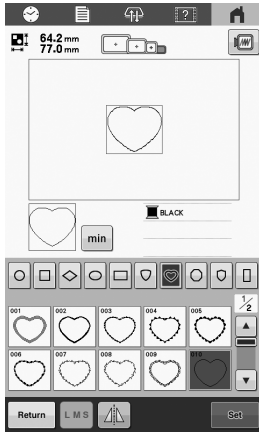 ?
64.2 mm
77.0 mm
BLACK
min
1/2
001 002 003 004 005
006 007 008 009 010
Return L M S Set